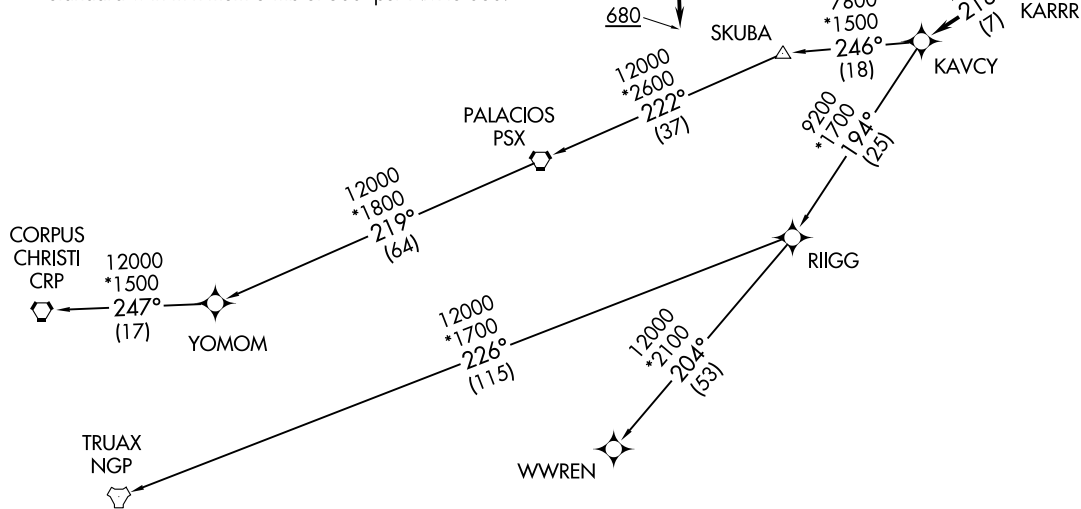 680
7800
*1500
246°
(18)
(7)
KARRR
SKUBA
KAVCY
12000
*2600
222°
(37)
PALACIOS
PSX
9200
*1700
194°
(25)
12000
*1800
219°
(64)
CORPUS
CHRISTI
CRP
12000
*1500
247°
(17)
YOMOM
RIIGG
12000
*1700
226°
(115)
12000
*2100
204°
(53)
TRUAX
NGP
WWREN